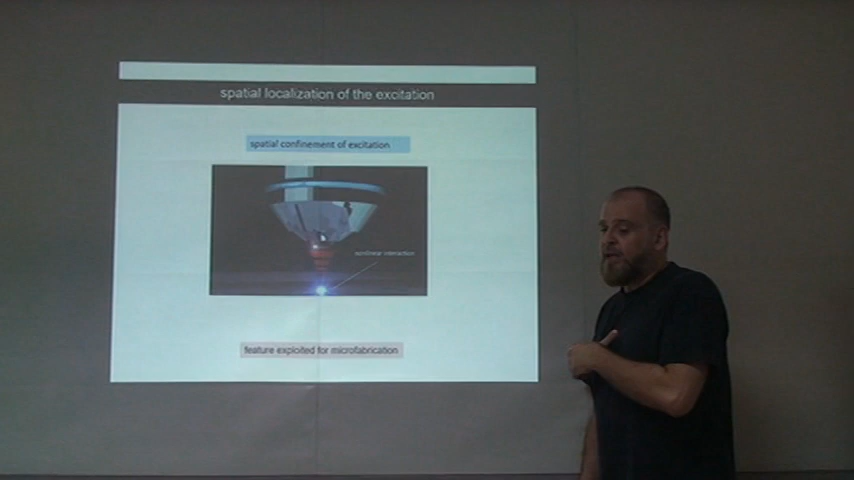 spatial localization of the excitation
spatial confinement of excitation
nonlinear interaction
feature exploited for microfabrication